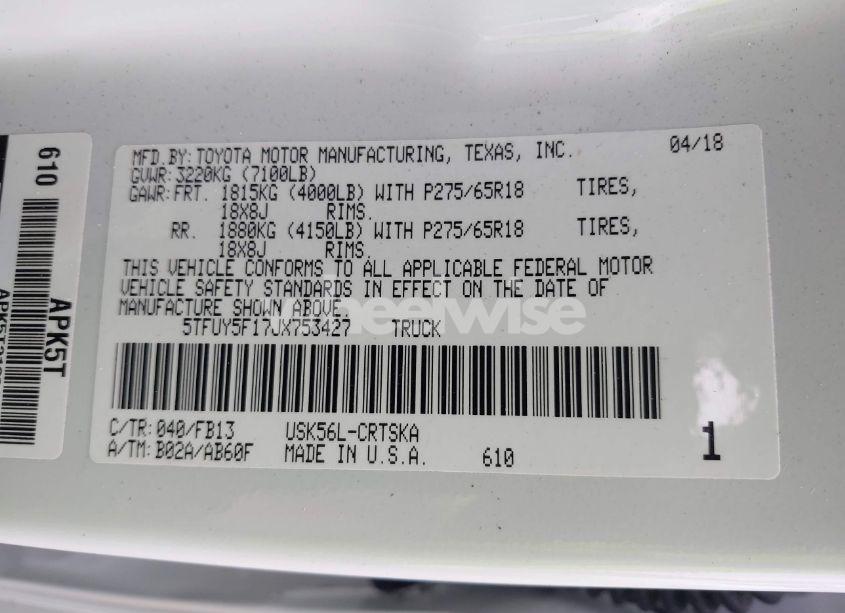 MFD.BY: TOYOTA MOTOR MANUFACTURING, TEXAS, INC. 04/18
GVWR: 3220KG (7100LB)
GAWR: FRT. 1815KG (4000LB) WITH P275/65R18 TIRES,
18X8J RIMS.
RR. 1880KG (4150LB) WITH P275/65R18 TIRES,
18X8J RIMS.
THIS VEHICLE CONFORMS TO ALL APPLICABLE FEDERAL MOTOR
VEHICLE SAFETY STANDARDS IN EFFECT ON THE DATE OF
MANUFACTURE SHOWN ABOVE.
5TFUY5F17JX753427 TRUCK
C/TR: 040/FB13 USK56L-CRTSKA
A/TM: B02A/AB60F MADE IN U.S.A. 610
1
610
APK5T
wheelwise